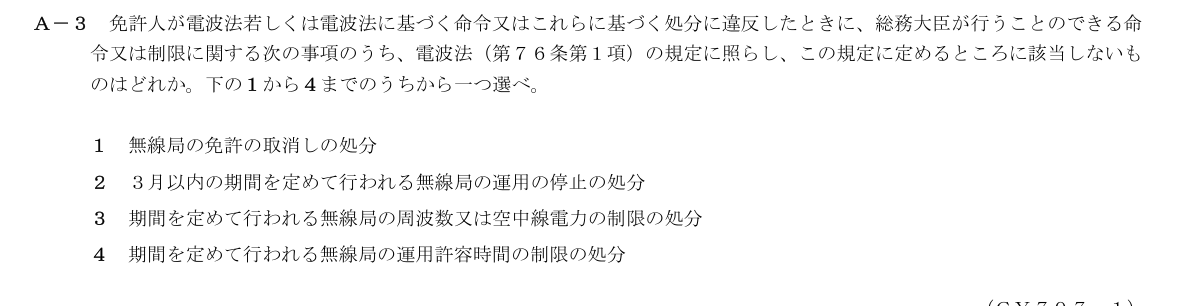 A－3 免許人が電波法若しくは電波法に基づく命令又はこれらに基づく処分に違反したときに、総務大臣が行うことのできる命
令又は制限に関する次の事項のうち、電波法（第７６条第１項）の規定に照らし、この規定に定めるところに該当しないも
のはどれか。下の1から4までのうちから一つ選べ。
1 無線局の免許の取消しの処分
2 ３月以内の期間を定めて行われる無線局の運用の停止の処分
3 期間を定めて行われる無線局の周波数又は空中線電力の制限の処分
4 期間を定めて行われる無線局の運用許容時間の制限の処分